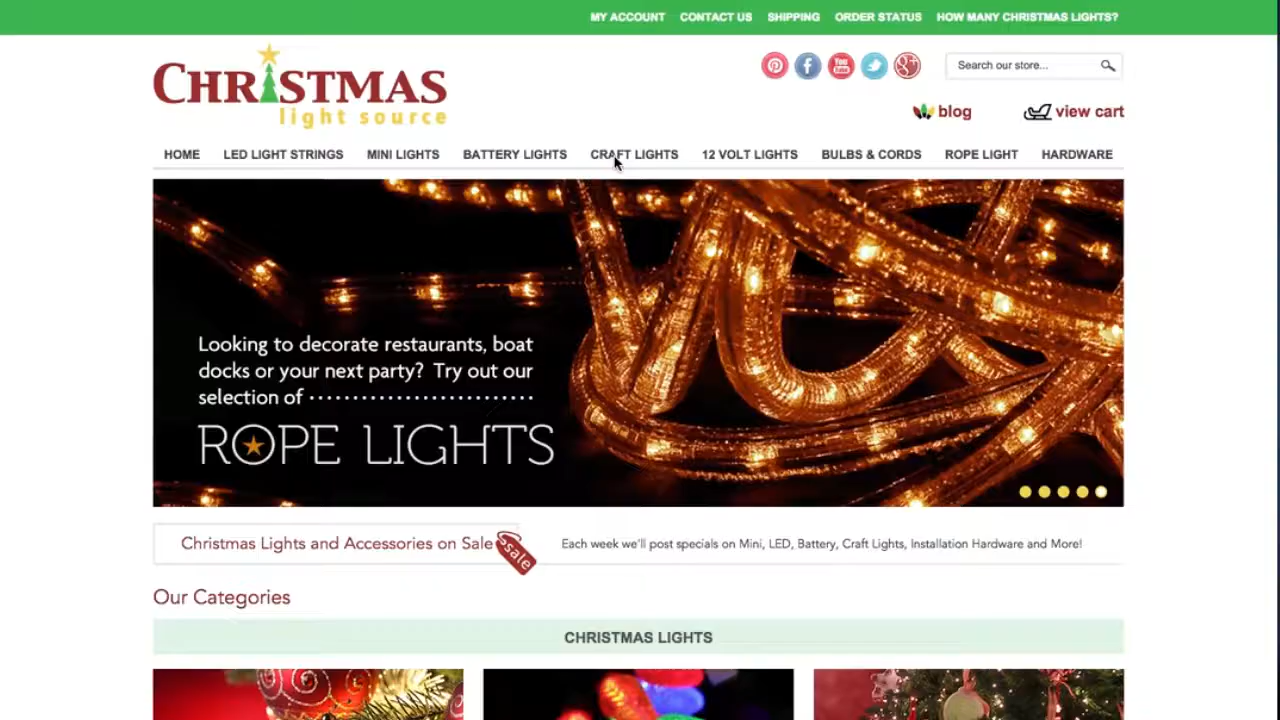 MY ACCOUNT CONTACT US SHIPPING ORDER STATUS HOW MANY CHRISTMAS LIGHTS?
CHRISTMAS
light source
You Tube
Search our store...
blog view cart
HOME LED LIGHT STRINGS MINI LIGHTS BATTERY LIGHTS CRAFT LIGHTS 12 VOLT LIGHTS BULBS & CORDS ROPE LIGHT HARDWARE
Looking to decorate restaurants, boat
docks or your next party? Try out our
selection of ..........................
ROPE LIGHTS
Christmas Lights and Accessories on Sale sale Each week we'll post specials on Mini, LED, Battery, Craft Lights, Installation Hardware and More!
Our Categories
CHRISTMAS LIGHTS